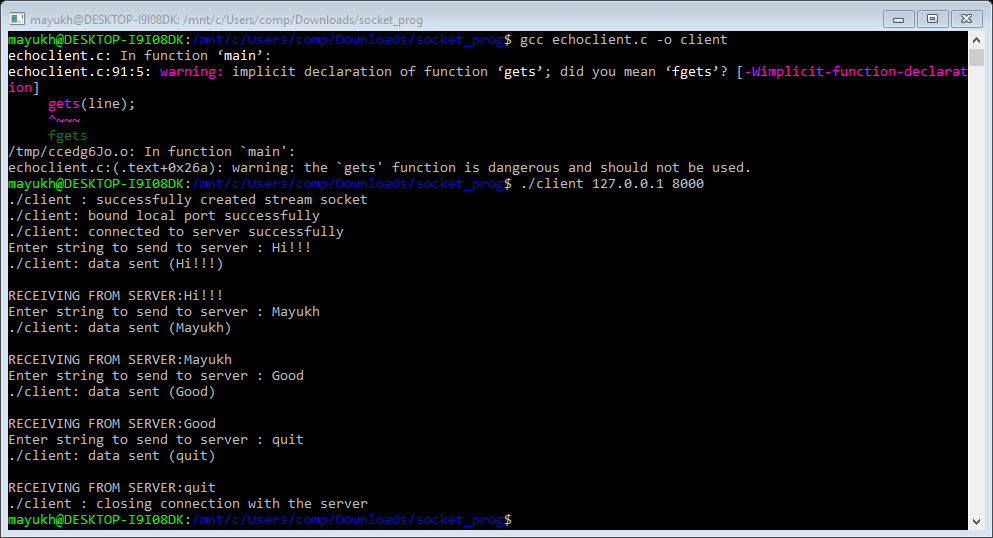 mayukh@DESKTOP-I9I08DK: /mnt/c/Users/comp/Downloads/socket_prog
mayukh@DESKTOP-I9I08DK:/mnt/c/Users/comp/Downloads/socket_prog$ gcc echoclient.c -o client
echoclient.c: In function ‘main’:
echoclient.c:91:5: warning: implicit declaration of function ‘gets’; did you mean ‘fgets’? [-Wimplicit-function-declarat
ion]
     gets(line);
     ^~~~
     fgets
/tmp/ccedg6Jo.o: In function `main':
echoclient.c:(.text+0x26a): warning: the `gets' function is dangerous and should not be used.
mayukh@DESKTOP-I9I08DK:/mnt/c/Users/comp/Downloads/socket_prog$ ./client 127.0.0.1 8000
./client : successfully created stream socket
./client: bound local port successfully
./client: connected to server successfully
Enter string to send to server : Hi!!!
./client: data sent (Hi!!!)

RECEIVING FROM SERVER:Hi!!!
Enter string to send to server : Mayukh
./client: data sent (Mayukh)

RECEIVING FROM SERVER:Mayukh
Enter string to send to server : Good
./client: data sent (Good)

RECEIVING FROM SERVER:Good
Enter string to send to server : quit
./client: data sent (quit)

RECEIVING FROM SERVER:quit
./client : closing connection with the server
mayukh@DESKTOP-I9I08DK:/mnt/c/Users/comp/Downloads/socket_prog$